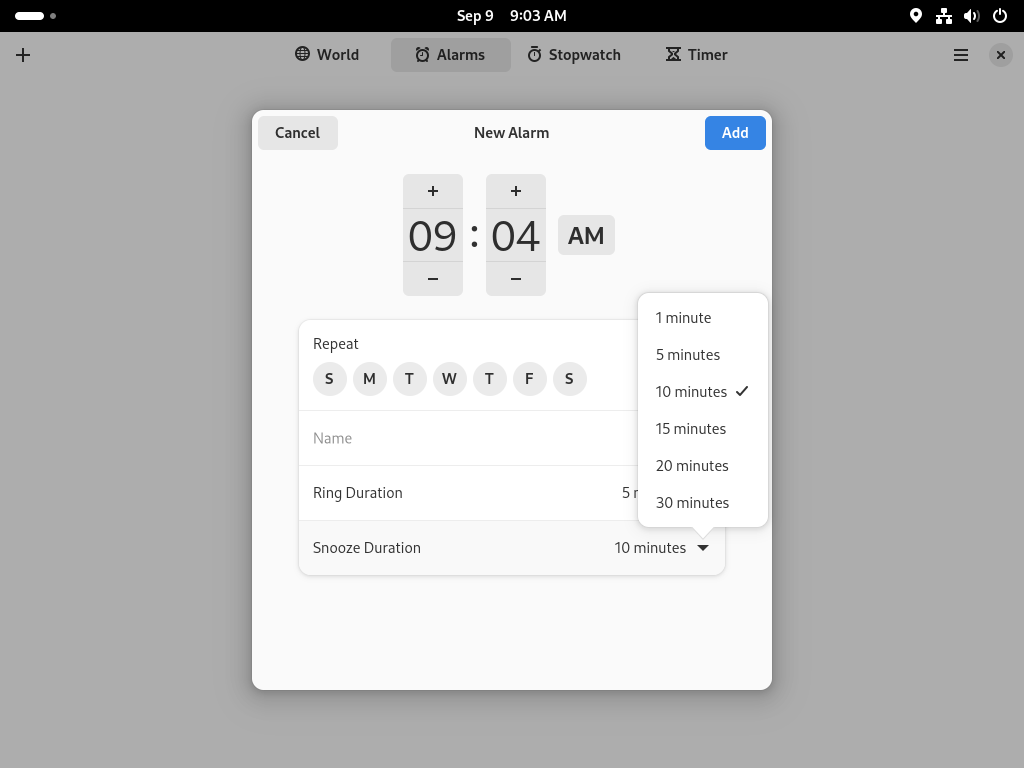 Sep 9 9:03 AM
World
Alarms
Stopwatch
Timer
Cancel
New Alarm
Add
09 : 04 AM
Repeat
S M T W T F S
Name
Ring Duration
5
Snooze Duration
10 minutes
1 minute
5 minutes
10 minutes
15 minutes
20 minutes
30 minutes